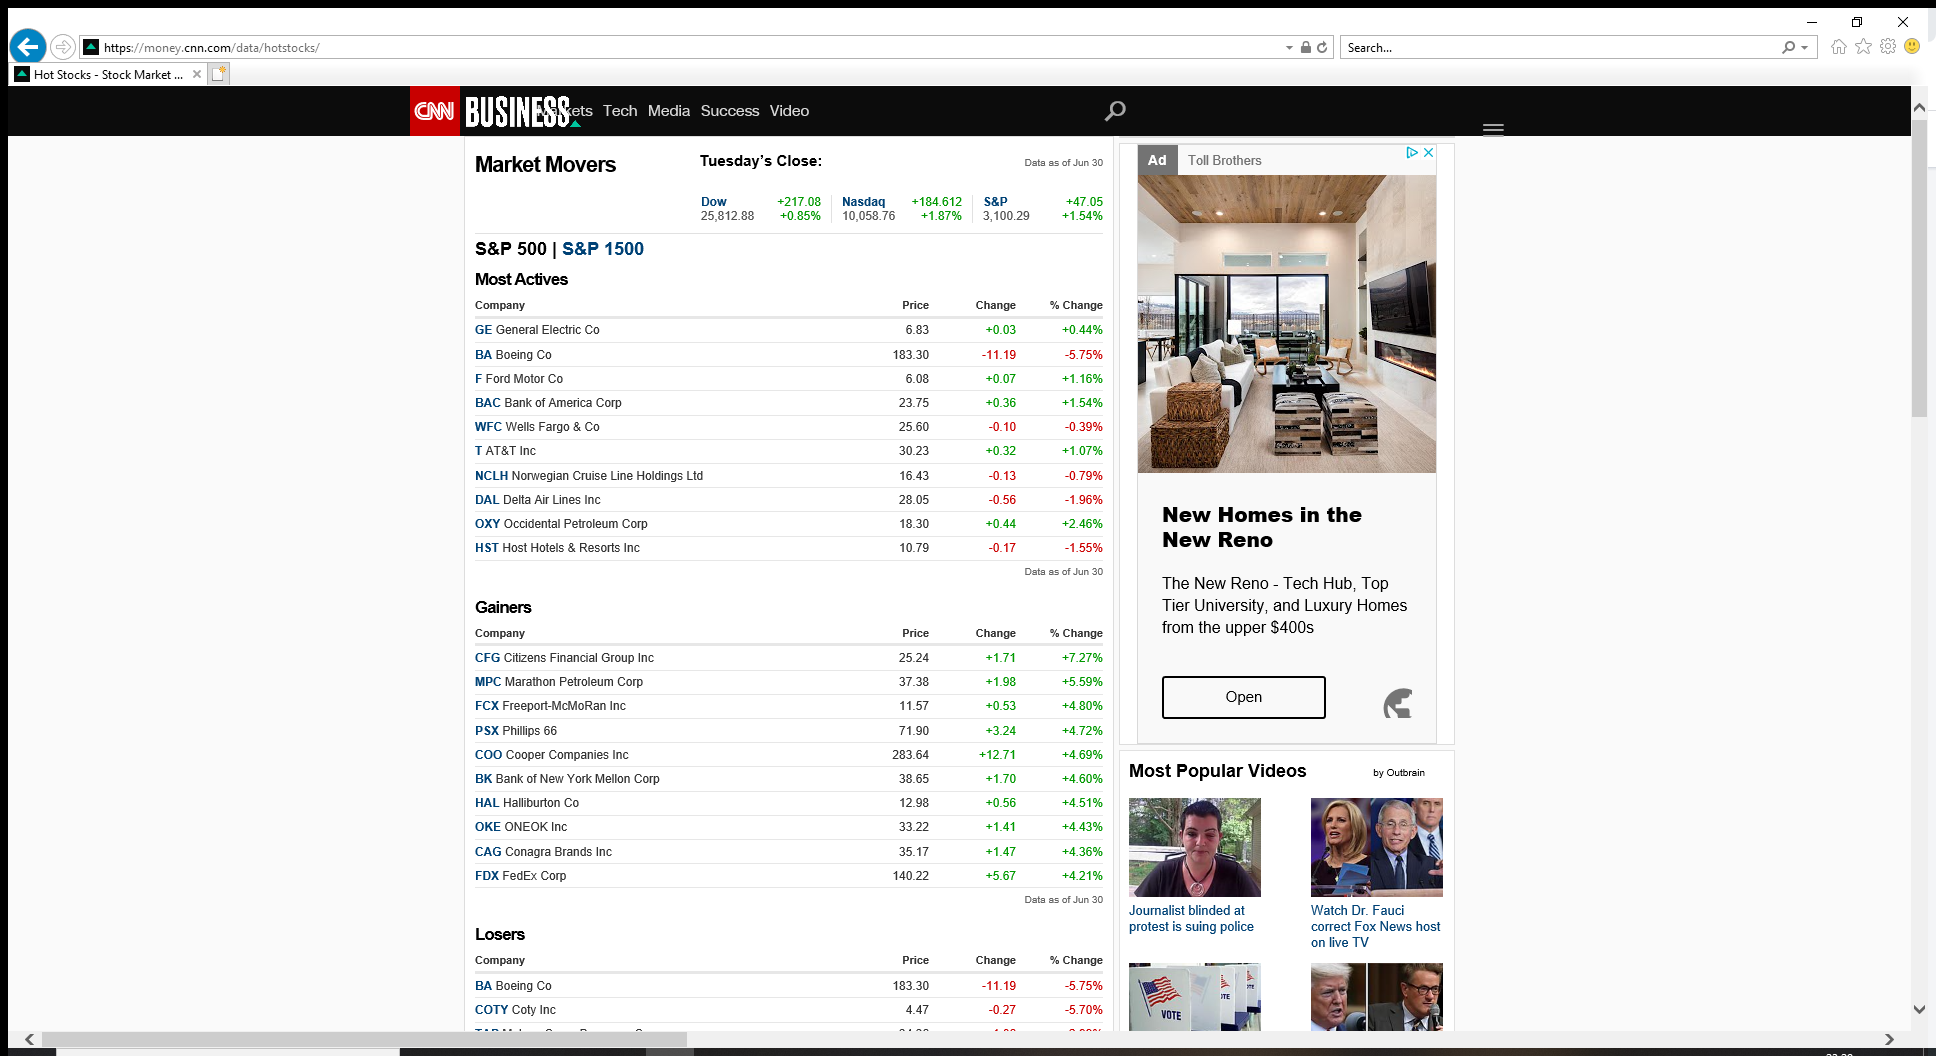 https://money.cnn.com/data/hotstocks/
Search...
Hot Stocks - Stock Market ...
CNN BUSINESS Tech Media Success Video
Market Movers
Tuesday's Close:
Data as of Jun 30
Dow +217.08 Nasdaq +184.612 S&P +47.05
25,812.88 +0.85% 10,058.76 +1.87% 3,100.29 +1.54%
S&P 500 | S&P 1500
Most Actives
Company Price Change % Change
GE General Electric Co 6.83 +0.03 +0.44%
BA Boeing Co 183.30 -11.19 -5.75%
F Ford Motor Co 6.08 +0.07 +1.16%
BAC Bank of America Corp 23.75 +0.36 +1.54%
WFC Wells Fargo & Co 25.60 -0.10 -0.39%
T AT&T Inc 30.23 +0.32 +1.07%
NCLH Norwegian Cruise Line Holdings Ltd 16.43 -0.13 -0.79%
DAL Delta Air Lines Inc 28.05 -0.56 -1.96%
OXY Occidental Petroleum Corp 18.30 +0.44 +2.46%
HST Host Hotels & Resorts Inc 10.79 -0.17 -1.55%
Data as of Jun 30
Gainers
Company Price Change % Change
CFG Citizens Financial Group Inc 25.24 +1.71 +7.27%
MPC Marathon Petroleum Corp 37.38 +1.98 +5.59%
FCX Freeport-McMoRan Inc 11.57 +0.53 +4.80%
PSX Phillips 66 71.90 +3.24 +4.72%
COO Cooper Companies Inc 283.64 +12.71 +4.69%
BK Bank of New York Mellon Corp 38.65 +1.70 +4.60%
HAL Halliburton Co 12.98 +0.56 +4.51%
OKE ONEOK Inc 33.22 +1.41 +4.43%
CAG Conagra Brands Inc 35.17 +1.47 +4.36%
FDX FedEx Corp 140.22 +5.67 +4.21%
Data as of Jun 30
Losers
Company Price Change % Change
BA Boeing Co 183.30 -11.19 -5.75%
COTY Coty Inc 4.47 -0.27 -5.70%
Ad Toll Brothers
New Homes in the
New Reno
The New Reno - Tech Hub, Top
Tier University, and Luxury Homes
from the upper $400s
Open
Most Popular Videos
by Outbrain
Journalist blinded at
protest is suing police
Watch Dr. Fauci
correct Fox News host
on live TV
VOTE